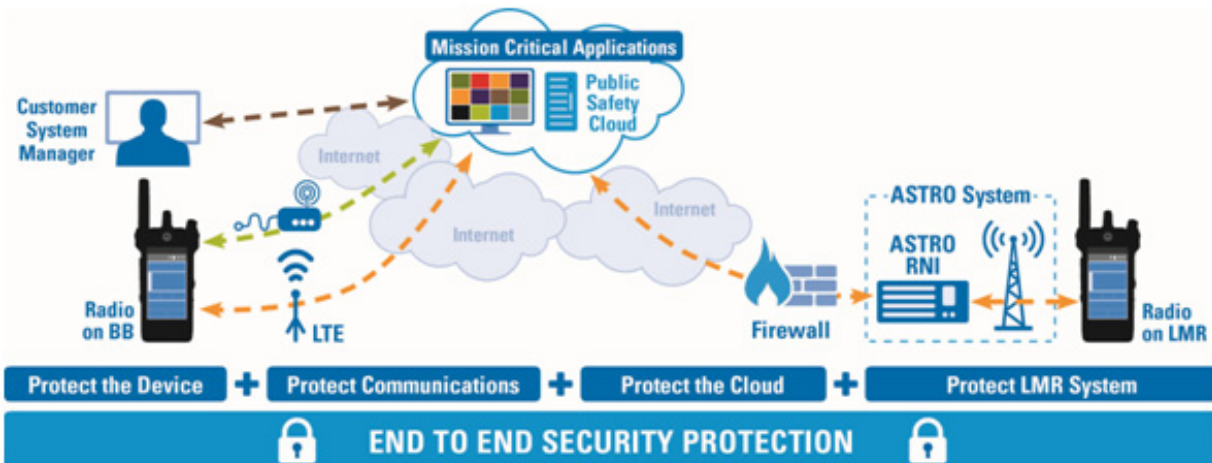 Mission Critical Applications
Public
Safety
Cloud
Customer
System
Manager
Internet
Internet
Internet
ASTRO System
ASTRO
RNI
Radio
on BB
LTE
Firewall
Radio
on LMR
Protect the Device + Protect Communications + Protect the Cloud + Protect LMR System
END TO END SECURITY PROTECTION